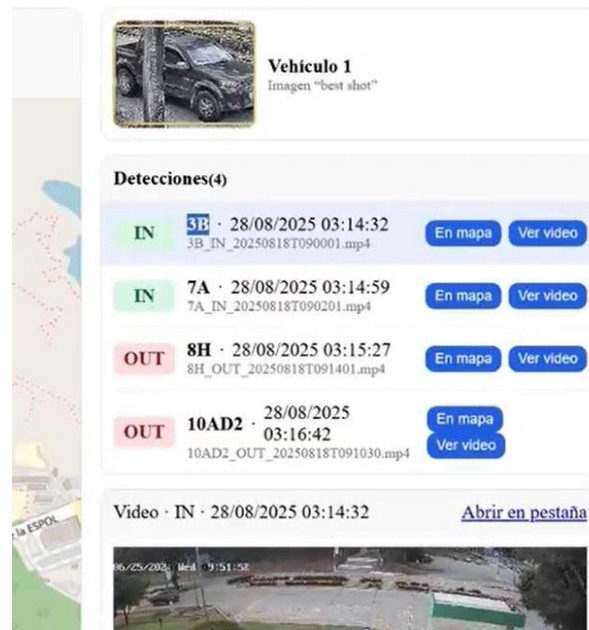 Vehículo 1
Imagen “best shot”
Detecciones(4)
IN
3B · 28/08/2025 03:14:32
3B_IN_20250818T090001.mp4
En mapa
Ver video
IN
7A · 28/08/2025 03:14:59
7A_IN_20250818T090201.mp4
En mapa
Ver video
OUT
8H · 28/08/2025 03:15:27
8H_OUT_20250818T091401.mp4
En mapa
Ver video
OUT
10AD2 · 28/08/2025
03:16:42
10AD2_OUT_20250818T091030.mp4
En mapa
Ver video
la ESPOL
Video · IN · 28/08/2025 03:14:32
Abrir en pestaña
Wed